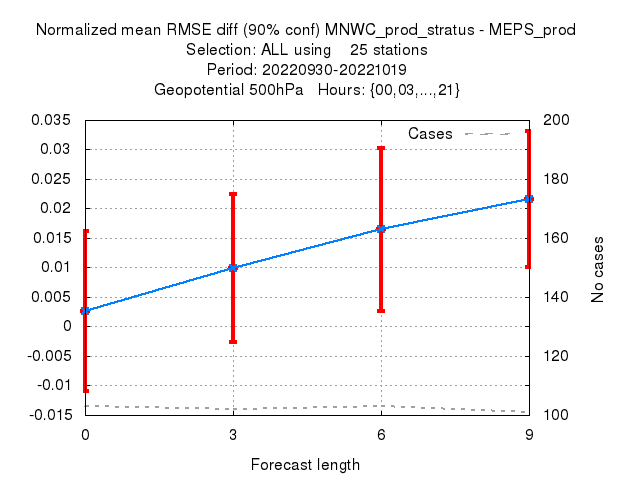 Normalized mean RMSE diff (90% conf) MNWC_prod_stratus - MEPS_prod
Selection: ALL using 25 stations
Period: 20220930-20221019
Geopotential 500hPa Hours: {00,03,...,21}
Cases
0.035
0.03
0.025
0.02
0.015
0.01
0.005
0
-0.005
-0.01
-0.015
200
180
160
140
120
100
No cases
0 3 6 9
Forecast length